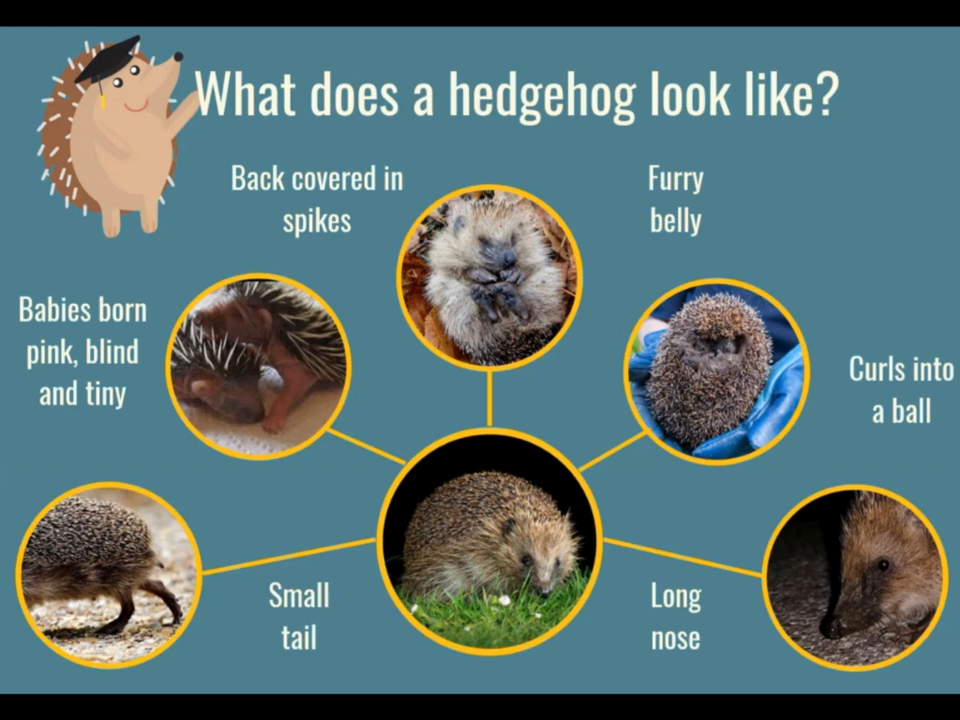 What does a hedgehog look like?
Back covered in
spikes
Furry
belly
Babies born
pink, blind
and tiny
Curls into
a ball
Small
tail
Long
nose